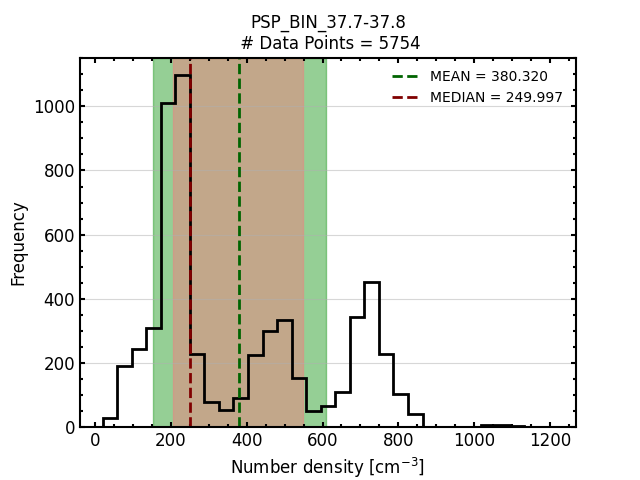 PSP_BIN_37.7-37.8
# Data Points = 5754
MEAN = 380.320
MEDIAN = 249.997
Frequency
1000
800
600
400
200
0
0 200 400 600 800 1000 1200
Number density [cm⁻³]